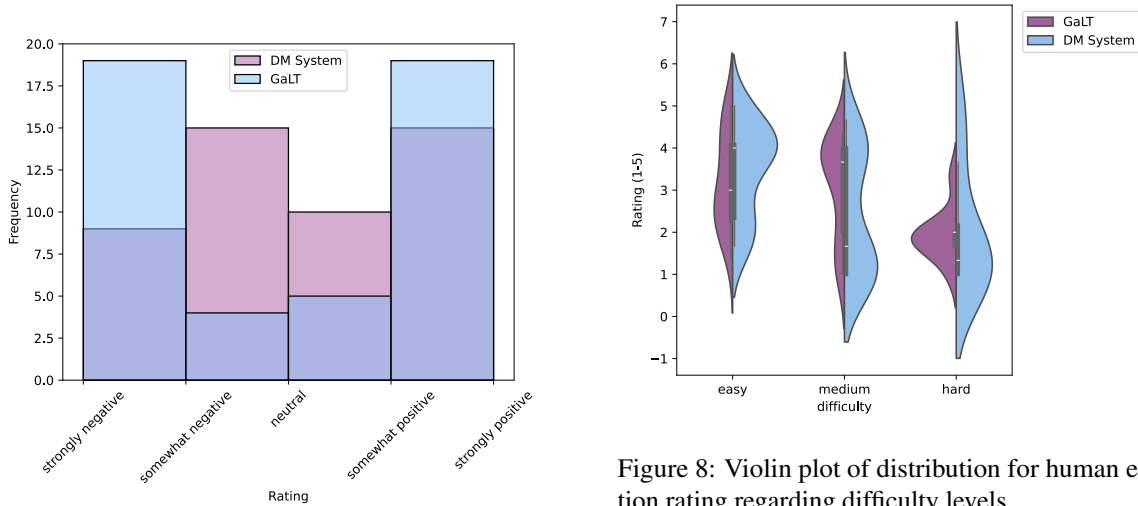 20.0
17.5
15.0
12.5
10.0
7.5
5.0
2.5
0.0
Frequency
DM System
GaLT
strongly negative
somewhat negative
neutral
somewhat positive
strongly positive
Rating
7
6
5
4
3
2
1
0
−1
Rating (1-5)
GaLT
DM System
easy
medium
hard
difficulty
Figure 8: Violin plot of distribution for human e
tion rating regarding difficulty levels